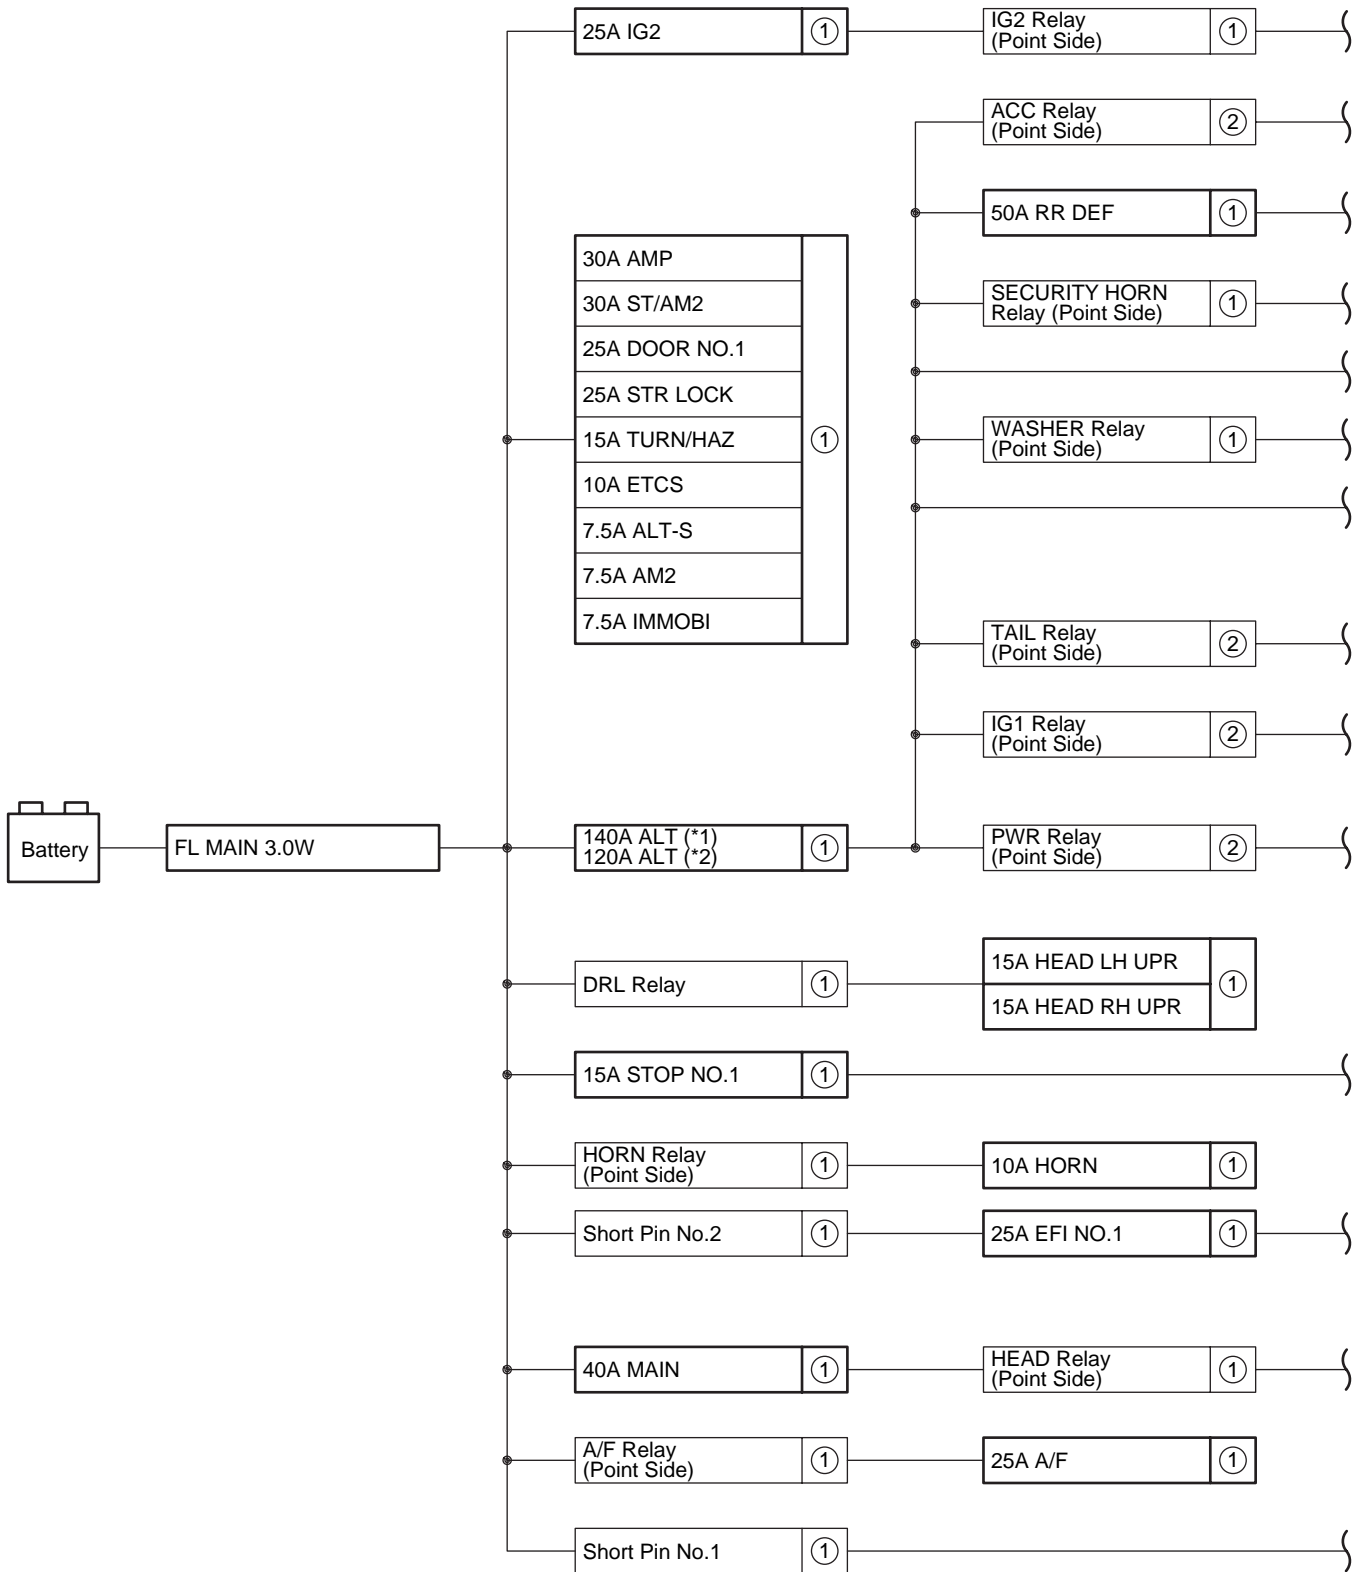 25A IG2 ①
IG2 Relay
(Point Side) ①
ACC Relay
(Point Side) ②
50A RR DEF ①
30A AMP
30A ST/AM2
25A DOOR NO.1
25A STR LOCK
15A TURN/HAZ
10A ETCS
7.5A ALT-S
7.5A AM2
7.5A IMMOBI
①
SECURITY HORN
Relay (Point Side) ①
WASHER Relay
(Point Side) ①
TAIL Relay
(Point Side) ②
IG1 Relay
(Point Side) ②
Battery
FL MAIN 3.0W
140A ALT (*1)
120A ALT (*2) ①
PWR Relay
(Point Side) ②
DRL Relay ①
15A HEAD LH UPR
15A HEAD RH UPR
①
15A STOP NO.1 ①
HORN Relay
(Point Side) ①
10A HORN ①
Short Pin No.2 ①
25A EFI NO.1 ①
40A MAIN ①
HEAD Relay
(Point Side) ①
A/F Relay
(Point Side) ①
25A A/F ①
Short Pin No.1 ①